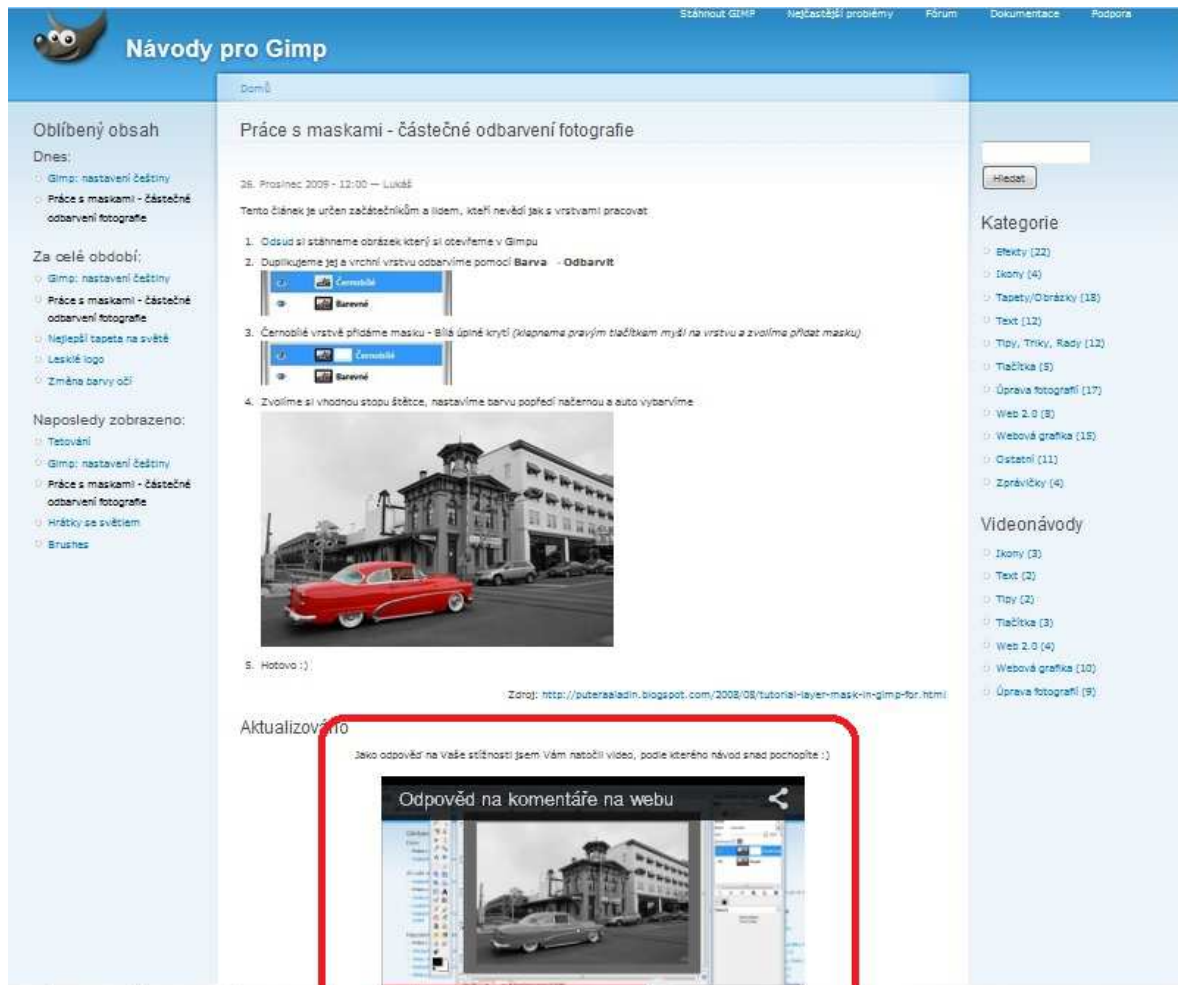 Stáhnout GIMP Nejčastější problémy Fórum Dokumentace Podpora
Návody pro Gimp
Domů
Oblíbený obsah
Dnes:
Gimp: nastavení češtiny
Práce s maskami - částečné
odbarvení fotografie
Za celé období:
Gimp: nastavení češtiny
Práce s maskami - částečné
odbarvení fotografie
Nejlepší tapeta na světě
Lesklé logo
Změna barvy očí
Naposledy zobrazeno:
Tetování
Gimp: nastavení češtiny
Práce s maskami - částečné
odbarvení fotografie
Hrátky se světlem
Brushes
Práce s maskami - částečné odbarvení fotografie
26. Prosinec 2009 - 12:00 — Lukáš
Tento článek je určen začátečníkům a lidem, kteří nevědí jak s vrstvami pracovat
1. Odsud si stáhneme obrázek který si otevřeme v Gimpu
2. Duplikujeme jej a vrchní vrstvu odbarvíme pomocí Barva - Odbarvit
Černobílé
Barevné
3. Černobílé vrstvě přidáme masku - Bílá úplné krytí (klepneme pravým tlačítkem myši na vrstvu a zvolíme přidat masku)
Černobílé
Barevné
4. Zvolíme si vhodnou stopu štětce, nastavíme barvu popředí načernou a auto vybarvíme
5. Hotovo :)
Zdroj: http://puteraaladin.blogspot.com/2008/08/tutorial-layer-mask-in-gimp-for.html
Aktualizováno
Jako odpověď na Vaše stížnosti jsem Vám natočil video, podle kterého návod snad pochopíte :)
Odpověd na komentáře na webu
Hledat
Kategorie
Efekty (22)
Ikony (4)
Tapety/Obrázky (18)
Text (12)
Tipy, Triky, Rady (12)
Tlačítka (5)
Úprava fotografií (17)
Web 2.0 (8)
Webová grafika (15)
Ostatní (11)
Zprávičky (4)
Videonávody
Ikony (3)
Text (2)
Tipy (2)
Tlačítka (3)
Web 2.0 (4)
Webová grafika (10)
Úprava fotografií (9)